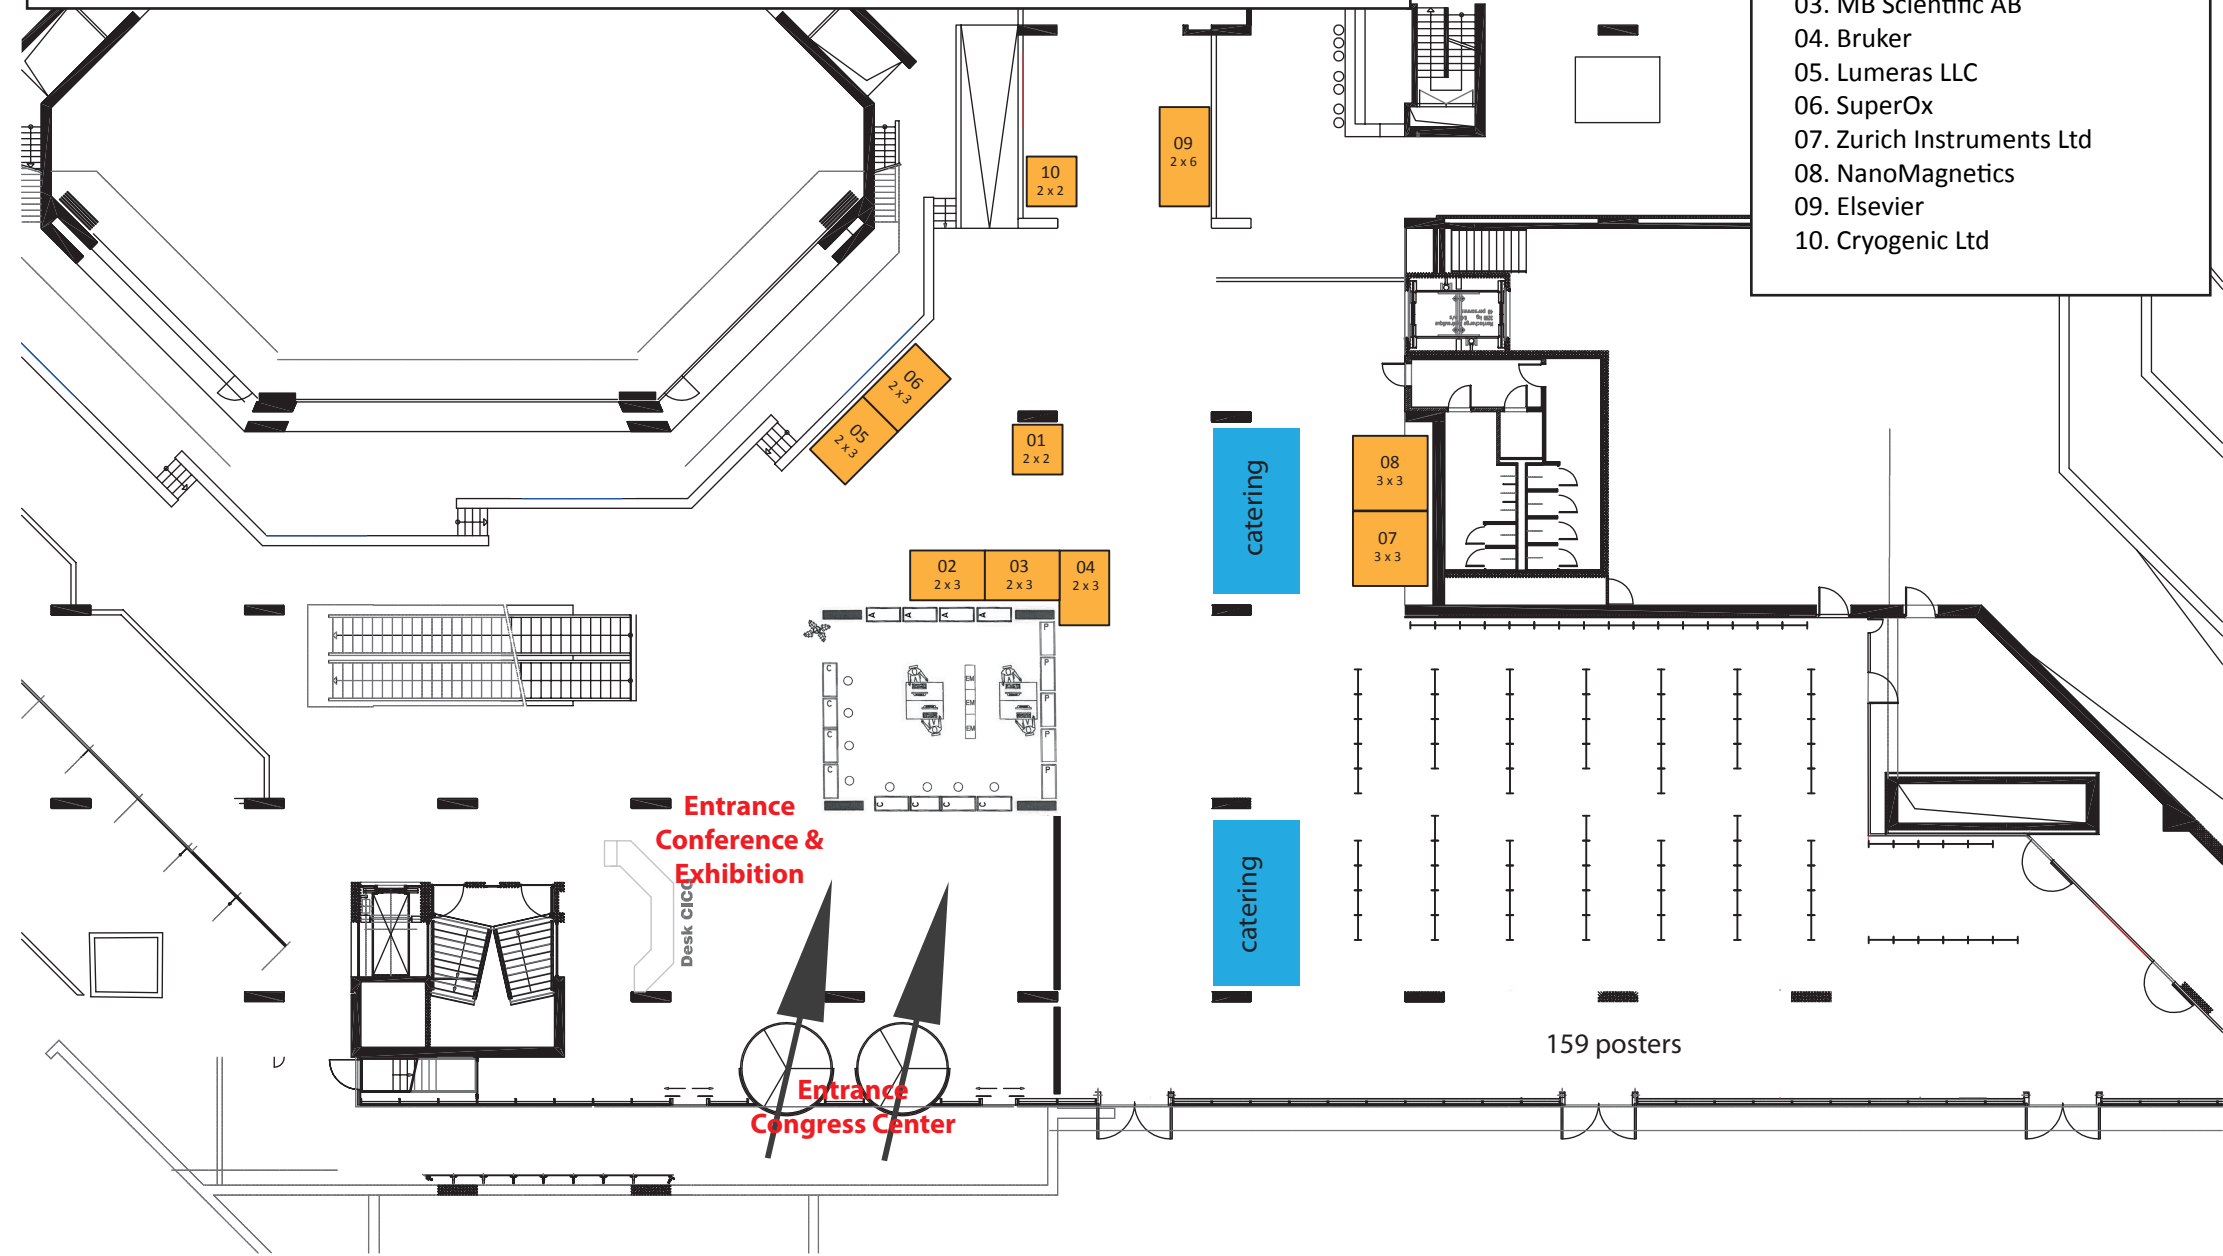 03. MB Scientific AB
04. Bruker
05. Lumeras LLC
06. SuperOx
07. Zurich Instruments Ltd
08. NanoMagnetics
09. Elsevier
10. Cryogenic Ltd
09
2 x 6
10
2 x 2
06
2 x 3
05
2 x 3
01
2 x 2
catering
08
3 x 3
07
3 x 3
02
2 x 3
03
2 x 3
04
2 x 3
A
A
A
A
P
P
P
P
P
C
C
C
C
EM
EM
EM
C
C
C
C
Entrance
Conference &
Exhibition
Desk CICG
catering
159 posters
Entrance
Congress Center